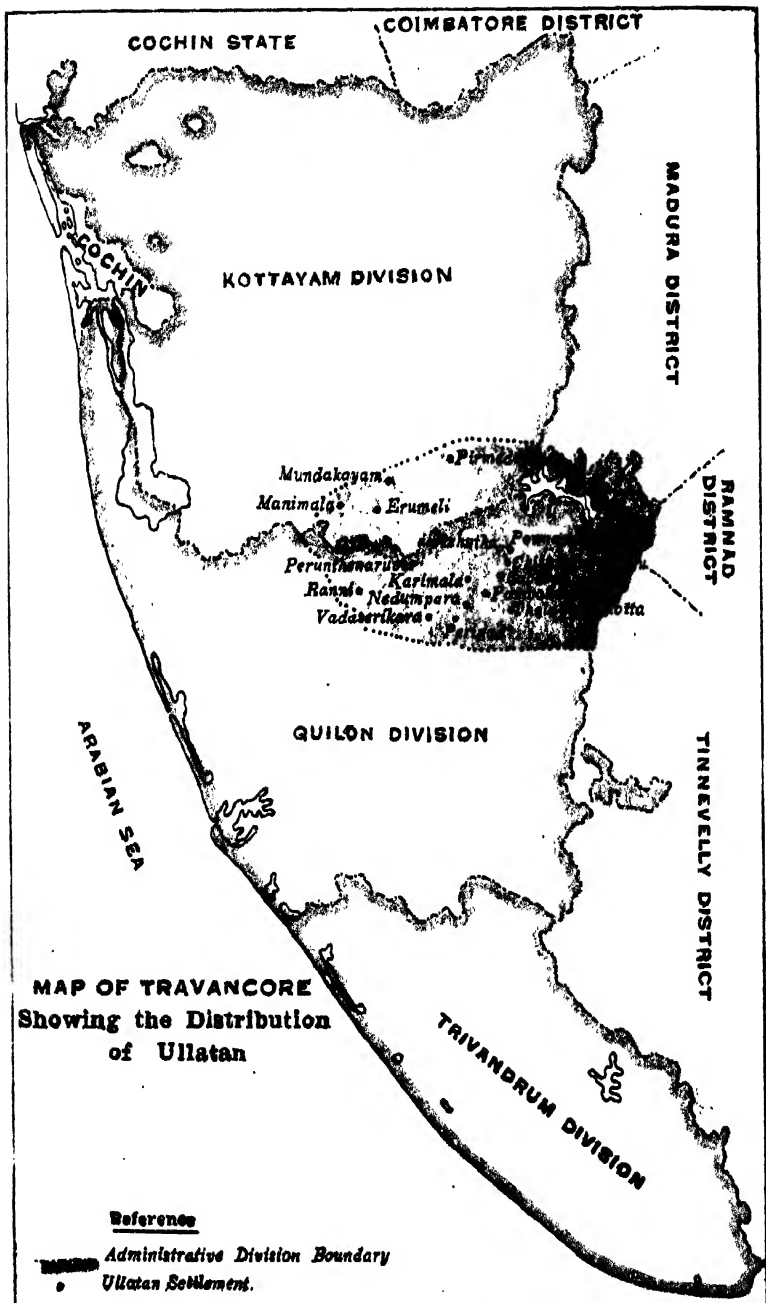 COCHIN STATE
COIMBATORE DISTRICT
MADURA DISTRICT
COCHIN
KOTTAYAM DIVISION
Mundakayam
Manimala
Erumeli
RAMNAD
DISTRICT
Ranni
Karimala
Nedumpara
Vadaserikara
QUILON DIVISION
ARABIAN SEA
TINNEVELLY DISTRICT
MAP OF TRAVANCORE
Showing the Distribution
of Ullatan
TRIVANDRUM DIVISION
Reference
Administrative Division Boundary
Ullatan Settlement.